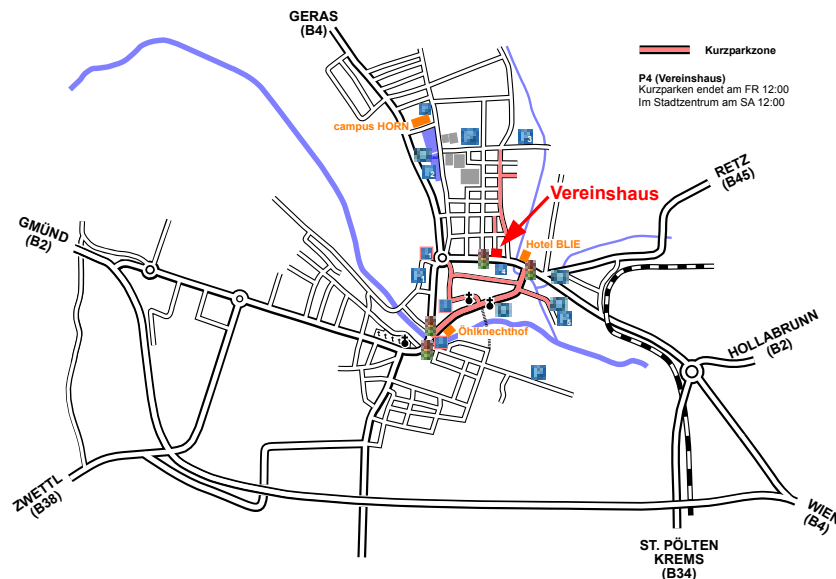 GERAS
(B4)
Kurzparkzone
P4 (Vereinshaus)
Kurzparken endet am FR 12:00
Im Stadtzentrum am SA 12:00
campus HORN
RETZ
(B45)
Vereinshaus
GMÜND
(B2)
Hotel BLIE
Öhlknechthof
HOLLABRUNN
(B2)
ZWETTL
(B38)
WIEN
(B4)
ST. PÖLTEN
KREMS
(B34)